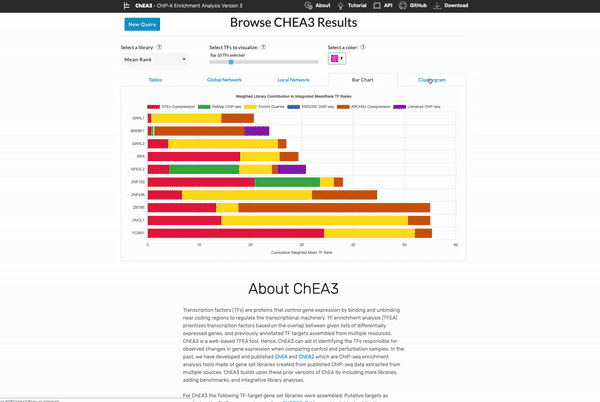 ChEA3 - ChIP-X Enrichment Analysis Version 3
About
Tutorial
API
GitHub
Download
Browse CHEA3 Results
New Query
Select a library:
Mean Rank
Select TFs to visualize:
Top 10 TFs selected
Select a color:
Tables
Global Network
Local Network
Bar Chart
Clustergram
Weighted Library Contribution to Integrated MeanRank TF Ranks
GTEx Coexpression
ReMap ChIP-seq
Enrichr Queries
ENCODE ChIP-seq
ARCHS4 Coexpression
Literature ChIP-seq
GRHL1
SREBF1
GRHL3
IRF6
NFE2L2
ZNF750
ZBTB5
OVOL1
FOXN1
0 10 20 30 40 50 60
Cumulative Weighted Mean TF Rank
About ChEA3
Transcription factors (TFs) are proteins that control gene expression by binding and unbinding
near coding regions to regulate the transcriptional machinery. TF enrichment analysis (TFEA)
prioritizes transcription factors based on the overlap between given lists of differentially
expressed genes, and previously annotated TF targets assembled from multiple resources.
ChEA3 is a web-based TFEA tool. Hence, ChEA3 can aid in identifying the TFs responsible for
observed changes in gene expression when comparing control and perturbation samples. In the
past, we have developed and published ChEA and ChEA2 which are ChIP-seq enrichment
analysis tools made of gene set libraries created from published ChIP-seq data extracted from
multiple sources. ChEA3 builds upon these prior versions of ChEA by including more libraries,
adding benchmarks, and integrative library analyses.
For ChEA3 the following TF-target gene set libraries were assembled: Putative targets as